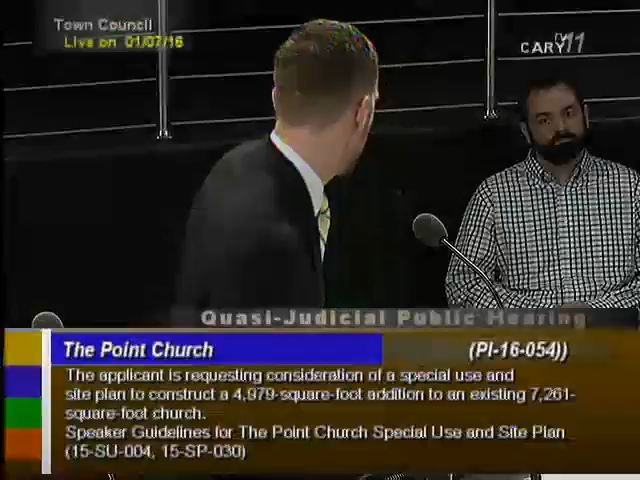 Town Council
Live on 01/07/16
CARY TV 11
Quasi-Judicial Public Hearing
The Point Church (PI-16-054))
The applicant is requesting consideration of a special use and
site plan to construct a 4,979-square-foot addition to an existing 7,261-
square-foot church.
Speaker Guidelines for The Point Church Special Use and Site Plan
(15-SU-004, 15-SP-030)